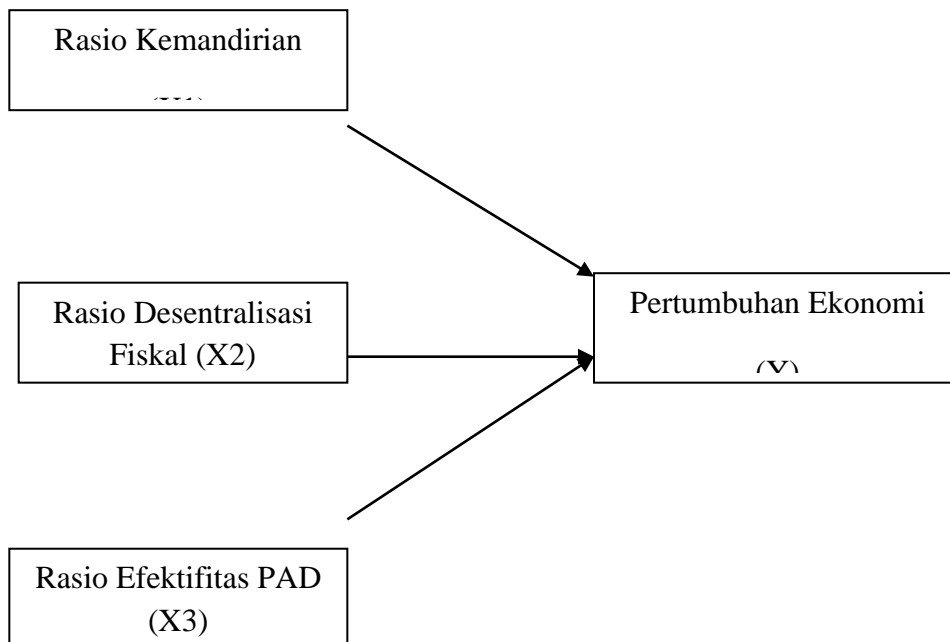 Rasio Kemandirian
Rasio Desentralisasi
Fiskal (X2)
Pertumbuhan Ekonomi
Rasio Efektifitas PAD
(X3)